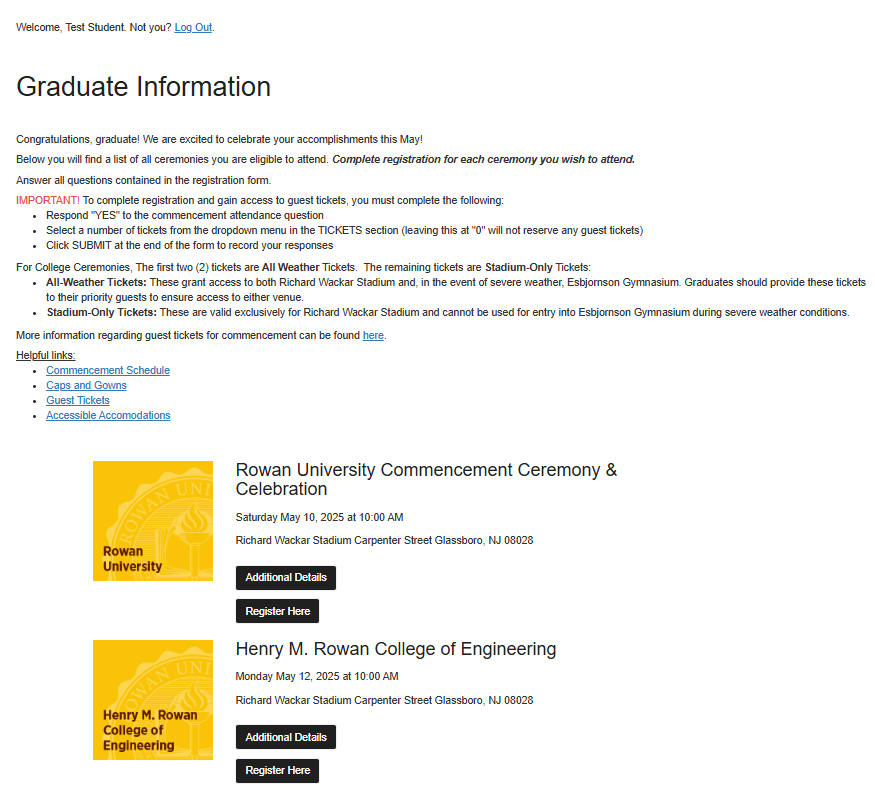 Welcome, Test Student. Not you? Log Out.
Graduate Information
Congratulations, graduate! We are excited to celebrate your accomplishments this May!
Below you will find a list of all ceremonies you are eligible to attend. Complete registration for each ceremony you wish to attend.
Answer all questions contained in the registration form.
IMPORTANT! To complete registration and gain access to guest tickets, you must complete the following:
• Respond "YES" to the commencement attendance question
• Select a number of tickets from the dropdown menu in the TICKETS section (leaving this at "0" will not reserve any guest tickets)
• Click SUBMIT at the end of the form to record your responses
For College Ceremonies, The first two (2) tickets are All Weather Tickets. The remaining tickets are Stadium-Only Tickets:
• All-Weather Tickets: These grant access to both Richard Wackar Stadium and, in the event of severe weather, Esbjornson Gymnasium. Graduates should provide these tickets
to their priority guests to ensure access to either venue.
• Stadium-Only Tickets: These are valid exclusively for Richard Wackar Stadium and cannot be used for entry into Esbjornson Gymnasium during severe weather conditions.
More information regarding guest tickets for commencement can be found here.
Helpful links:
• Commencement Schedule
• Caps and Gowns
• Guest Tickets
• Accessible Accomodations
ROWAN UNI
Rowan
University
Rowan University Commencement Ceremony &
Celebration
Saturday May 10, 2025 at 10:00 AM
Richard Wackar Stadium Carpenter Street Glassboro, NJ 08028
Additional Details
Register Here
ROWAN UNI
Henry M. Rowan
College of
Engineering
Henry M. Rowan College of Engineering
Monday May 12, 2025 at 10:00 AM
Richard Wackar Stadium Carpenter Street Glassboro, NJ 08028
Additional Details
Register Here